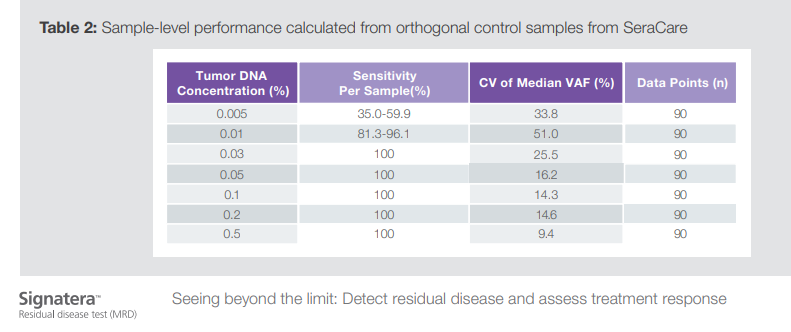 Table 2: Sample-level performance calculated from orthogonal control samples from SeraCare
Tumor DNA Concentration (%) Sensitivity Per Sample(%) CV of Median VAF (%) Data Points (n)
0.005 35.0-59.9 33.8 90
0.01 81.3-96.1 51.0 90
0.03 100 25.5 90
0.05 100 16.2 90
0.1 100 14.3 90
0.2 100 14.6 90
0.5 100 9.4 90
Signatera™ Seeing beyond the limit: Detect residual disease and assess treatment response
Residual disease test (MRD)